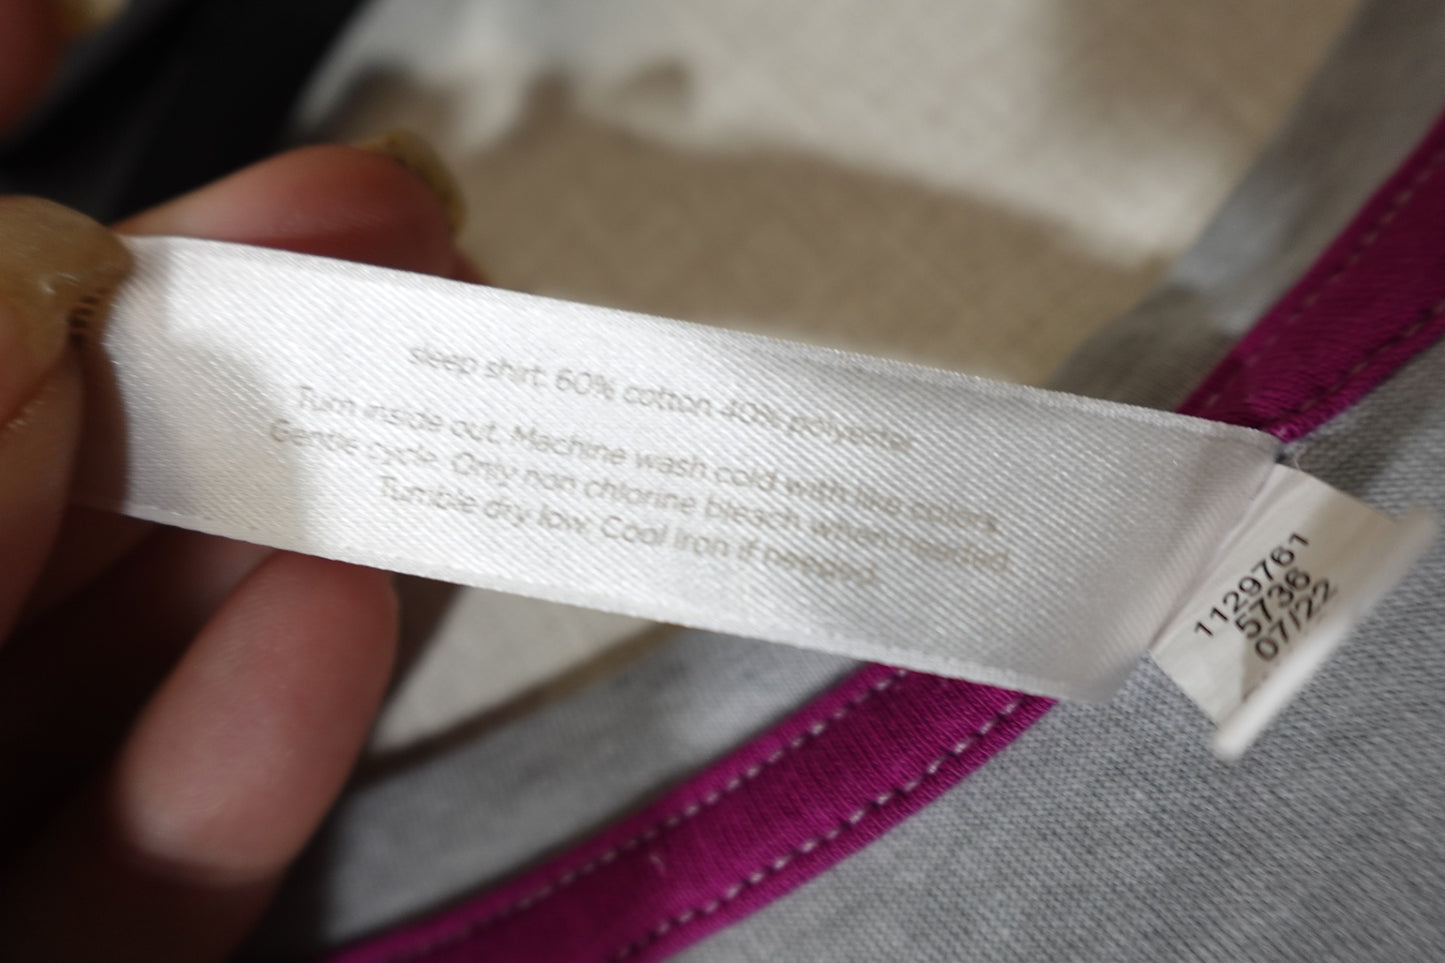 sleep shirt: 60% cotton 40% polyester
Turn inside out. Machine wash cold with like colors.
Gentle cycle. Only non chlorine bleach when needed.
Tumble dry low. Cool iron if needed.
1129761
5736
07/22